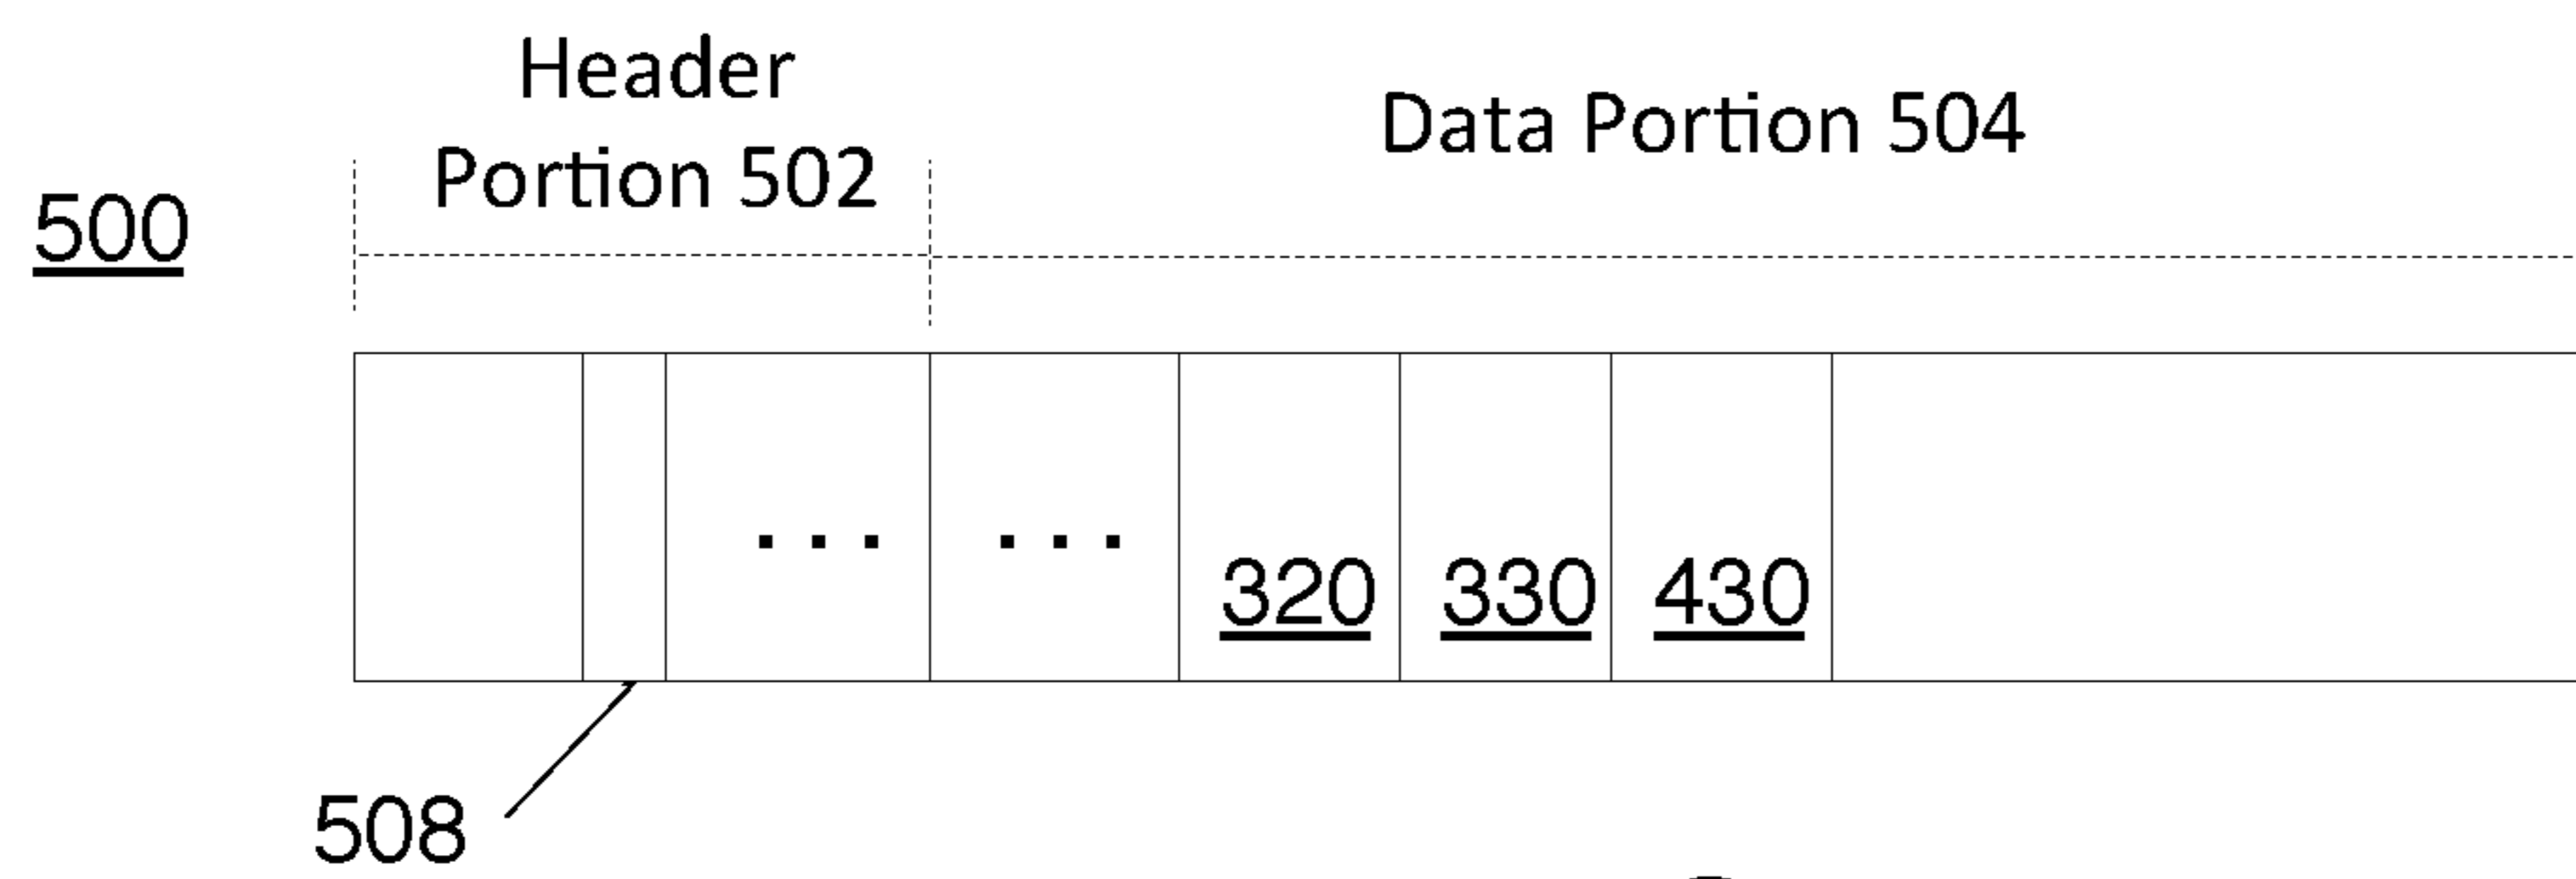 Header
Portion 502
Data Portion 504
500
. . .
. . .
320
330
430
508